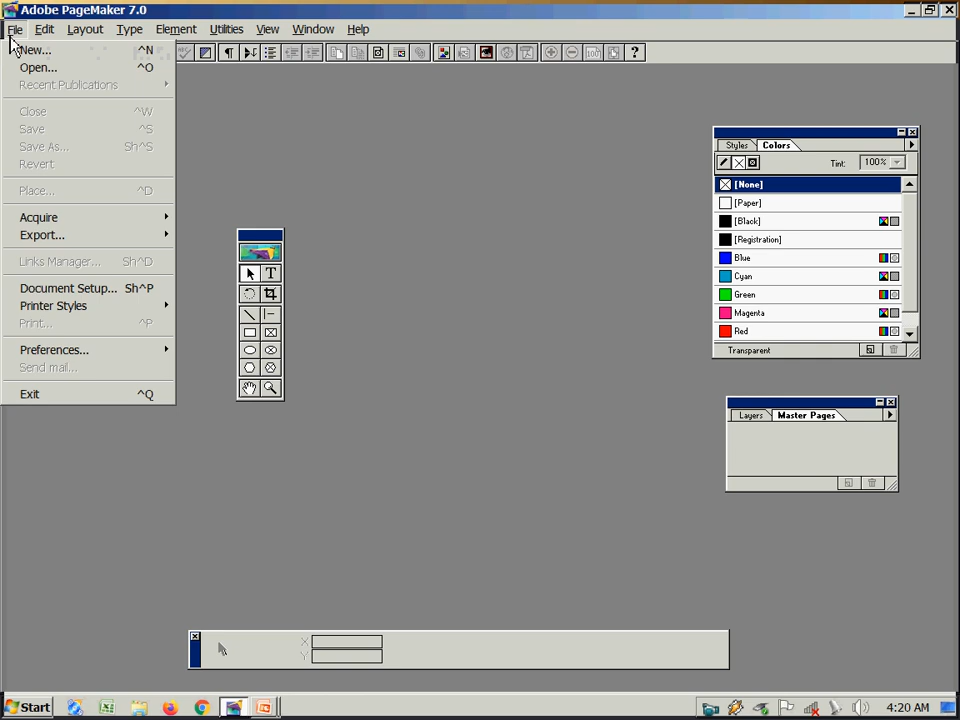 Adobe PageMaker 7.0
File Edit Layout Type Element Utilities View Window Help
New... ^N
Open... ^O
Recent Publications
Close ^W
Save ^S
Save As... Sh^S
Revert
Place... ^D
Acquire
Export...
Links Manager... Sh^D
Document Setup... Sh^P
Printer Styles
Print... ^P
Preferences...
Send mail...
Exit ^Q
T
Styles Colors
Tint: 100%
[None]
[Paper]
[Black]
[Registration]
Blue
Cyan
Green
Magenta
Red
Transparent
Layers Master Pages
X
Y
Start
4:20 AM